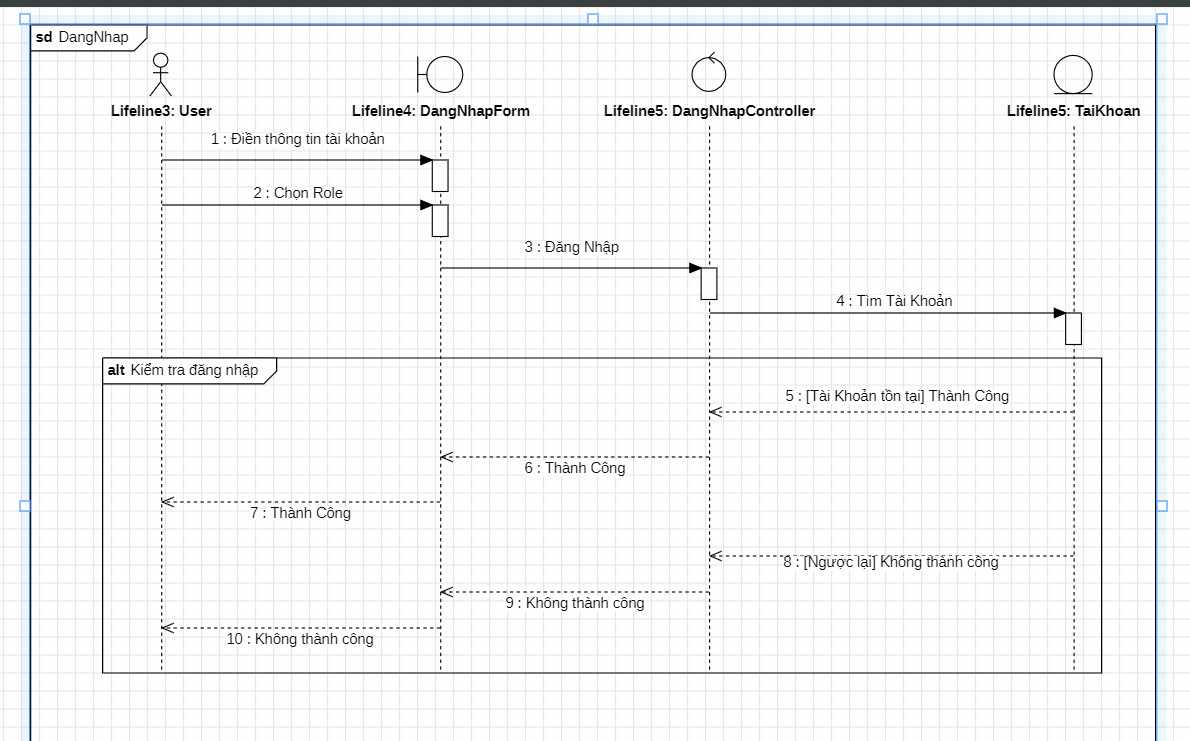 sd DangNhap
Lifeline3: User
Lifeline4: DangNhapForm
Lifeline5: DangNhapController
Lifeline5: TaiKhoan
1 : Điền thông tin tài khoản
2 : Chọn Role
3 : Đăng Nhập
4 : Tìm Tài Khoản
alt Kiểm tra đăng nhập
5 : [Tài Khoản tồn tại] Thành Công
6 : Thành Công
7 : Thành Công
8 : [Ngược lại] Không thành công
9 : Không thành công
10 : Không thành công